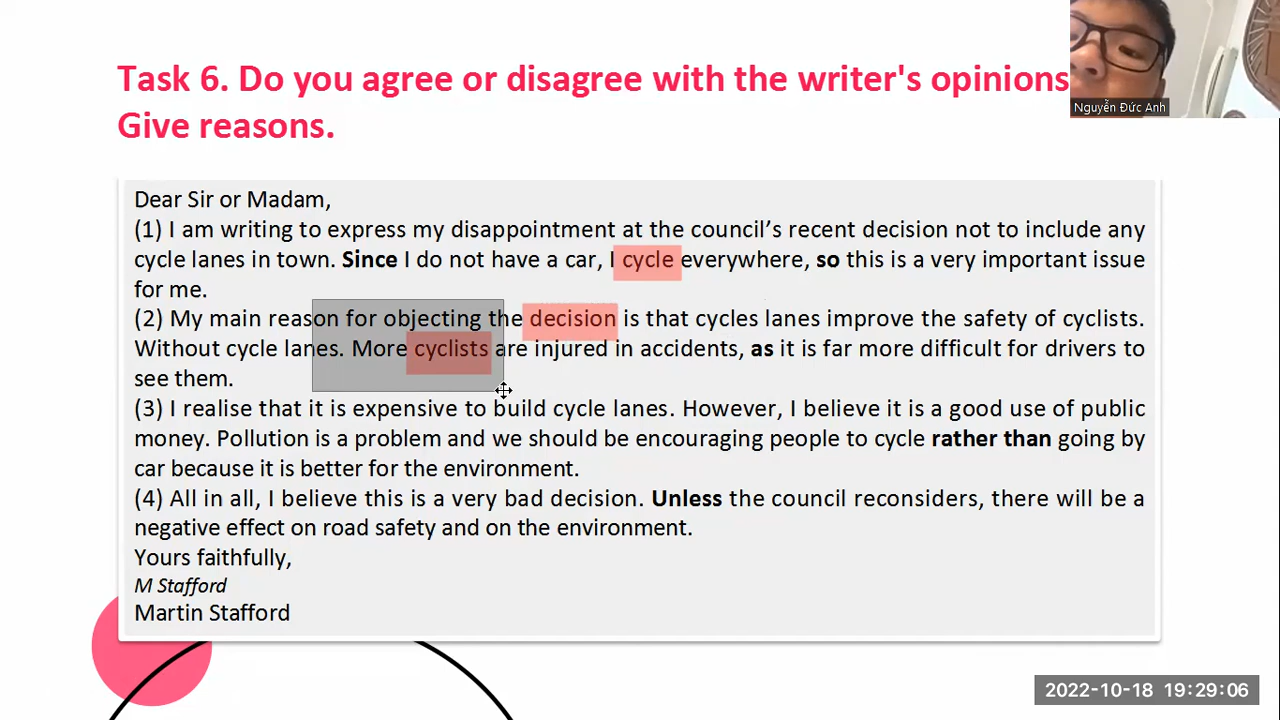 Task 6. Do you agree or disagree with the writer's opinions
Give reasons.
Nguyễn Đức Anh
Dear Sir or Madam,
(1) I am writing to express my disappointment at the council’s recent decision not to include any
cycle lanes in town. Since I do not have a car, I cycle everywhere, so this is a very important issue
for me.
(2) My main reason for objecting the decision is that cycles lanes improve the safety of cyclists.
Without cycle lanes. More cyclists are injured in accidents, as it is far more difficult for drivers to
see them.
(3) I realise that it is expensive to build cycle lanes. However, I believe it is a good use of public
money. Pollution is a problem and we should be encouraging people to cycle rather than going by
car because it is better for the environment.
(4) All in all, I believe this is a very bad decision. Unless the council reconsiders, there will be a
negative effect on road safety and on the environment.
Yours faithfully,
M Stafford
Martin Stafford
2022-10-18 19:29:06